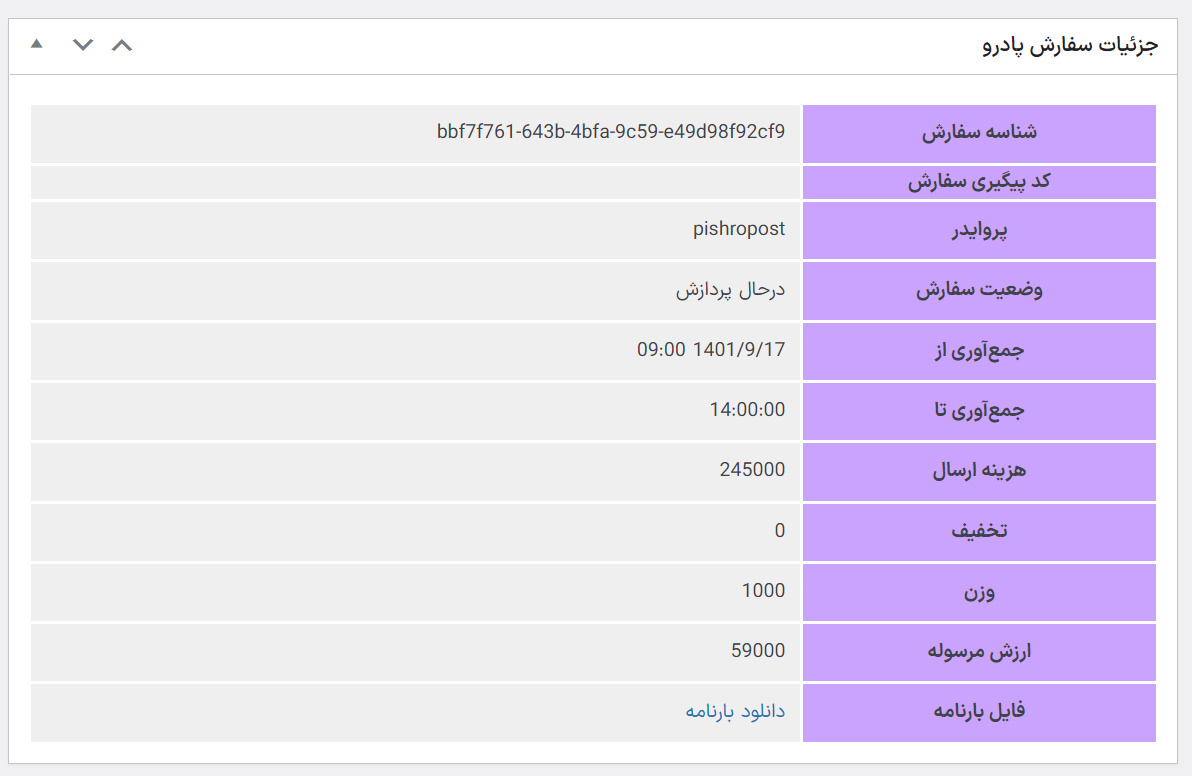 جزئیات سفارش پادرو
شناسه سفارش bbf7f761-643b-4bfa-9c59-e49d98f92cf9
کد پیگیری سفارش
پروایدر pishropost
وضعیت سفارش درحال پردازش
جمع‌آوری از 1401/9/17 09:00
جمع‌آوری تا 14:00:00
هزینه ارسال 245000
تخفیف 0
وزن 1000
ارزش مرسوله 59000
فایل بارنامه دانلود بارنامه